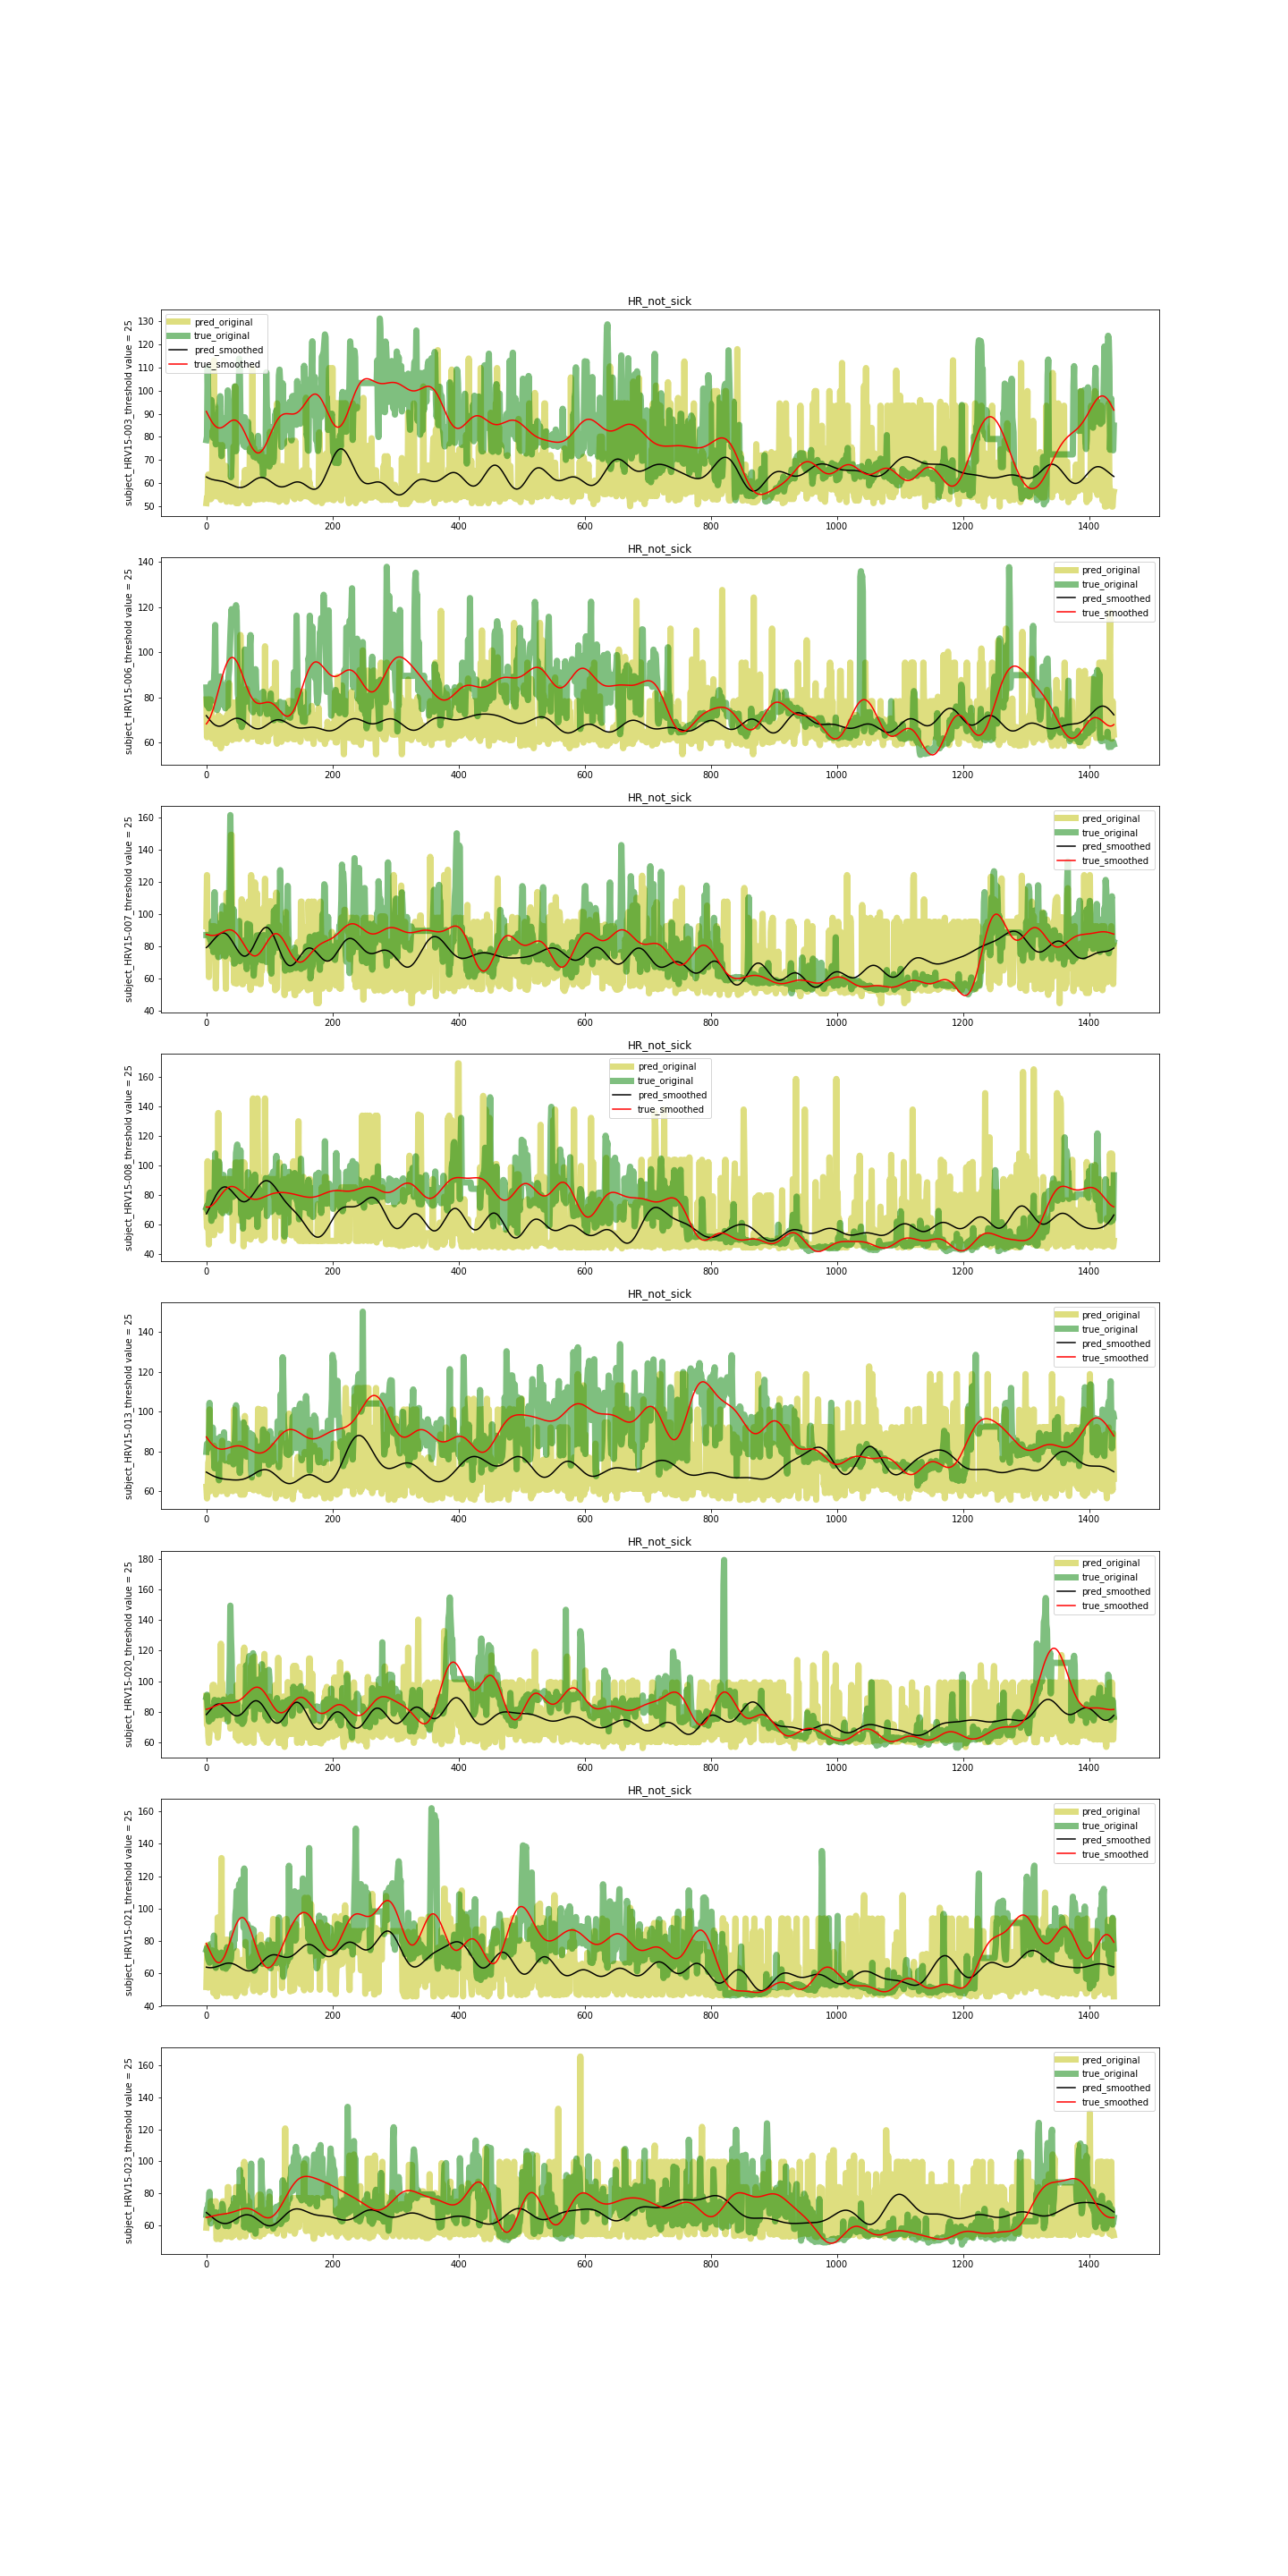 HR_not_sick
subject_HRV15-003_threshold value = 25
130
120
110
100
90
80
70
60
50
pred_original
true_original
pred_smoothed
true_smoothed
0 200 400 600 800 1000 1200 1400
HR_not_sick
subject_HRV15-006_threshold value = 25
140
120
100
80
60
pred_original
true_original
pred_smoothed
true_smoothed
0 200 400 600 800 1000 1200 1400
HR_not_sick
subject_HRV15-007_threshold value = 25
160
140
120
100
80
60
40
pred_original
true_original
pred_smoothed
true_smoothed
0 200 400 600 800 1000 1200 1400
HR_not_sick
subject_HRV15-008_threshold value = 25
160
140
120
100
80
60
40
pred_original
true_original
pred_smoothed
true_smoothed
0 200 400 600 800 1000 1200 1400
HR_not_sick
subject_HRV15-013_threshold value = 25
140
120
100
80
60
pred_original
true_original
pred_smoothed
true_smoothed
0 200 400 600 800 1000 1200 1400
HR_not_sick
subject_HRV15-020_threshold value = 25
180
160
140
120
100
80
60
pred_original
true_original
pred_smoothed
true_smoothed
0 200 400 600 800 1000 1200 1400
HR_not_sick
subject_HRV15-021_threshold value = 25
160
140
120
100
80
60
40
pred_original
true_original
pred_smoothed
true_smoothed
0 200 400 600 800 1000 1200 1400
subject_HRV15-023_threshold value = 25
160
140
120
100
80
60
pred_original
true_original
pred_smoothed
true_smoothed
0 200 400 600 800 1000 1200 1400